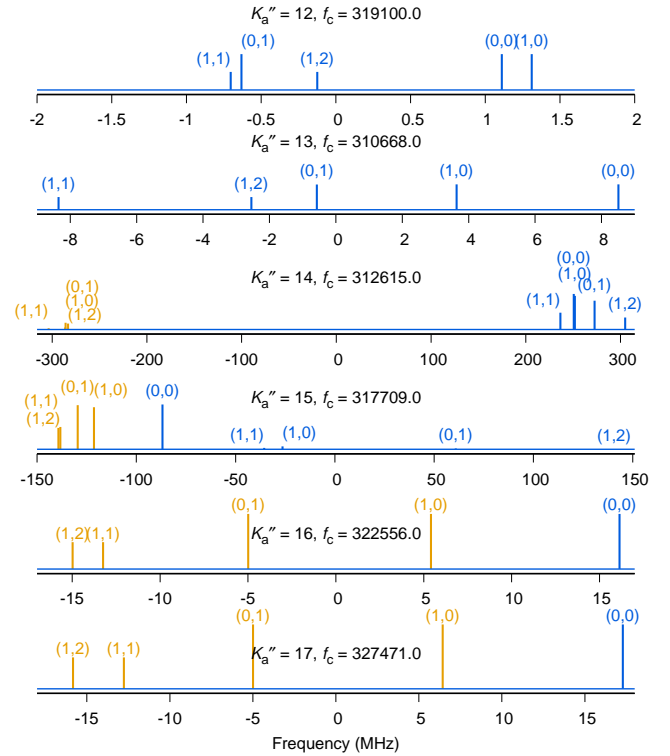 Ka″ = 12, fc = 319100.0
(0,1) (0,0)(1,0)
(1,1) (1,2)
-2 -1.5 -1 -0.5 0 0.5 1 1.5 2
Ka″ = 13, fc = 310668.0
(0,1) (1,0) (0,0)
(1,1) (1,2)
-8 -6 -4 -2 0 2 4 6 8
(0,0)
Ka″ = 14, fc = 312615.0
(0,1) (1,0) (0,1)
(1,0) (1,1)
(1,1) (1,2) (1,2)
-300 -200 -100 0 100 200 300
Ka″ = 15, fc = 317709.0
(0,1) (1,0) (0,0)
(1,1)
(1,2) (1,1) (1,0) (0,1) (1,2)
-150 -100 -50 0 50 100 150
(0,1) (1,0) (0,0)
(1,2)(1,1) Ka″ = 16, fc = 322556.0
-15 -10 -5 0 5 10 15
(0,1) (1,0) (0,0)
(1,2) (1,1) Ka″ = 17, fc = 327471.0
-15 -10 -5 0 5 10 15
Frequency (MHz)